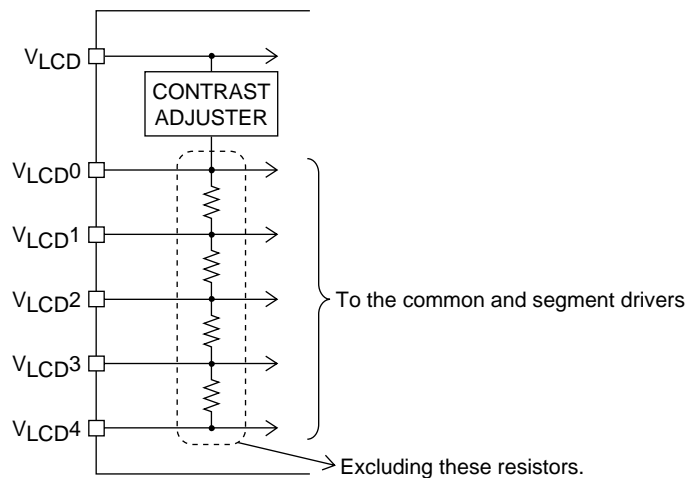 VLCD
CONTRAST
ADJUSTER
VLCD0
VLCD1
VLCD2
To the common and segment drivers
VLCD3
VLCD4
Excluding these resistors.